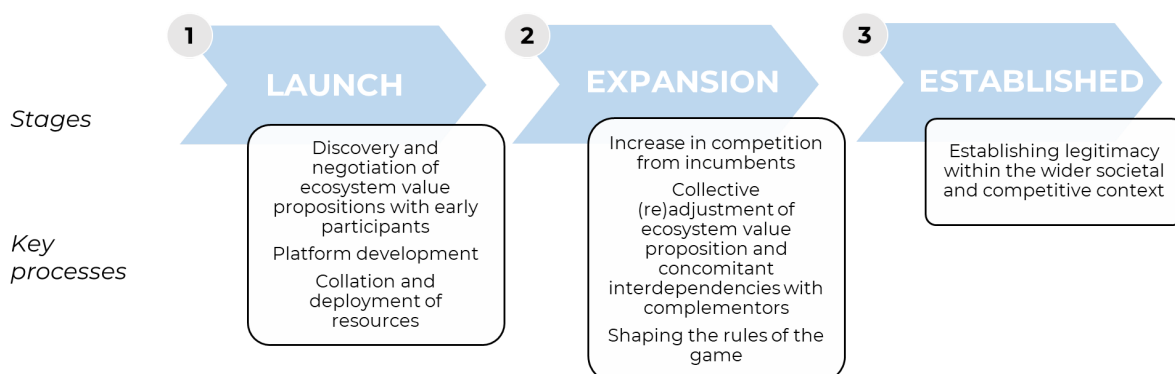 1
LAUNCH
2
EXPANSION
3
ESTABLISHED
Stages
Key
processes
Discovery and
negotiation of
ecosystem value
propositions with early
participants
Platform development
Collation and
deployment of
resources
Increase in competition
from incumbents
Collective
(re)adjustment of
ecosystem value
proposition and
concomitant
interdependencies with
complementors
Shaping the rules of the
game
Establishing legitimacy
within the wider societal
and competitive context